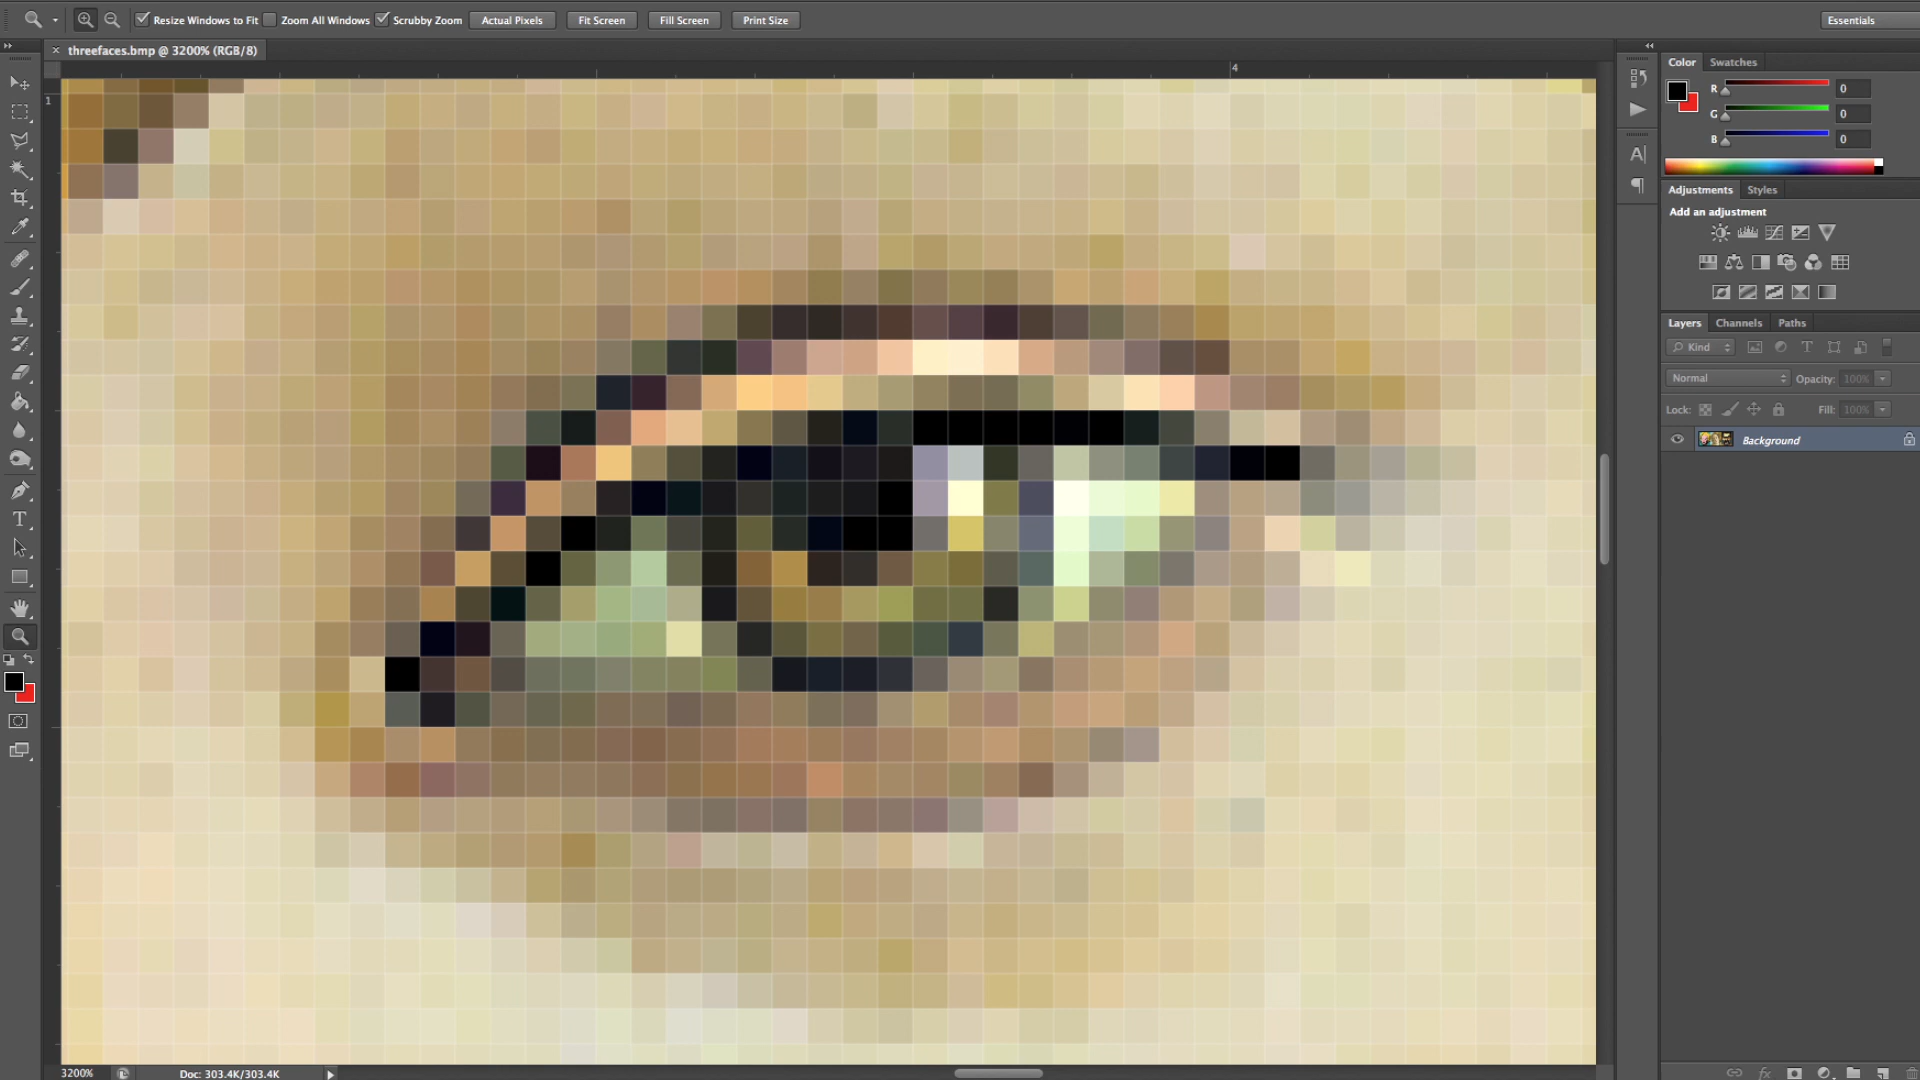 Resize Windows to Fit Zoom All Windows Scrubby Zoom Actual Pixels Fit Screen Fill Screen Print Size Essentials
threefaces.bmp @ 3200% (RGB/8)
4
1
Color Swatches
R 0
G 0
B 0
Adjustments Styles
Add an adjustment
Layers Channels Paths
Kind
Normal Opacity: 100%
Lock: Fill: 100%
Background
3200% Doc: 303.4K/303.4K